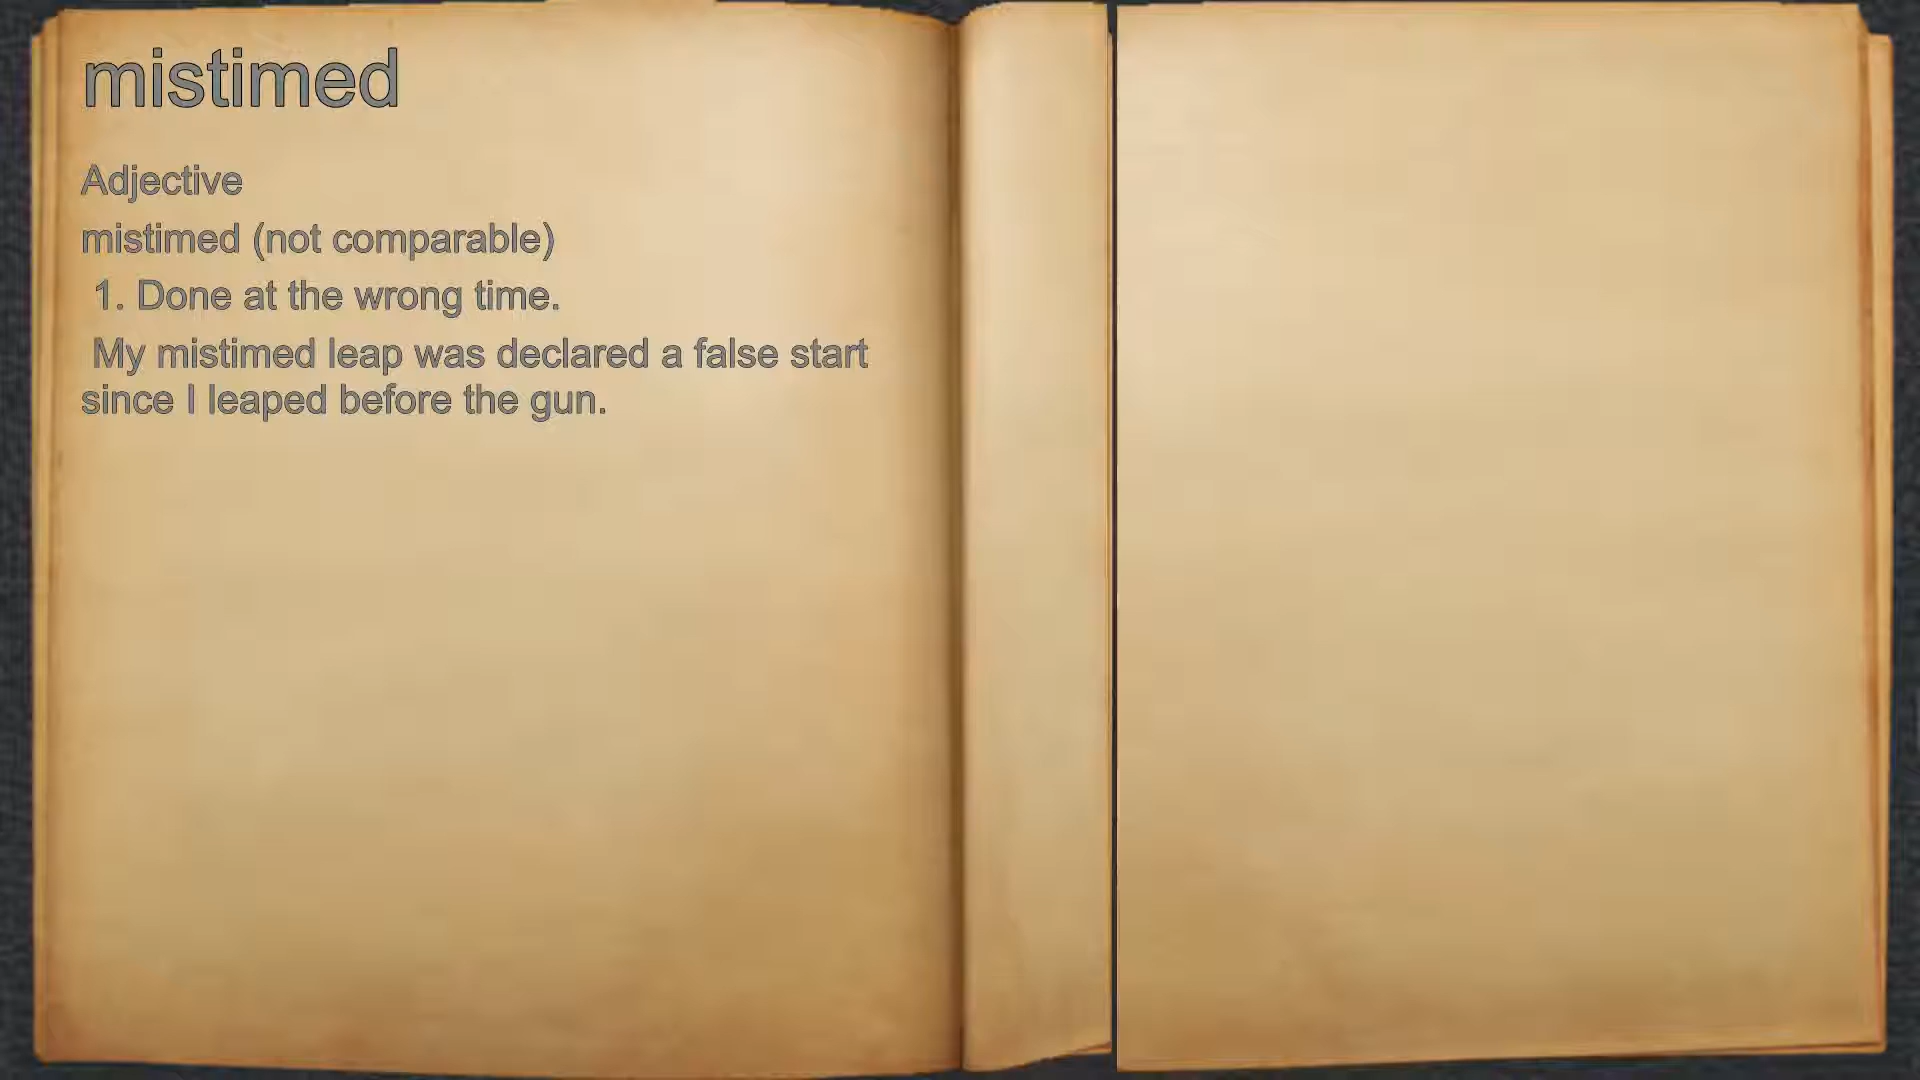 mistimed
Adjective
mistimed (not comparable)
1. Done at the wrong time.
My mistimed leap was declared a false start
since I leaped before the gun.